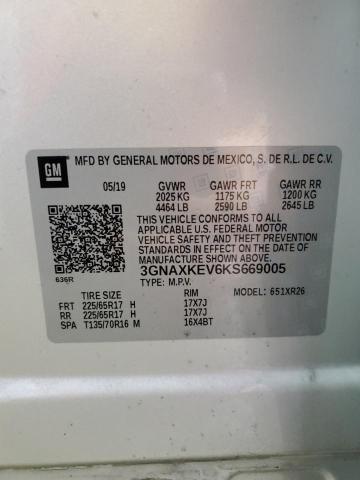 GM
MFD BY GENERAL MOTORS DE MEXICO, S. DE R.L. DE C.V.
05/19 GVWR GAWR FRT GAWR RR
2025 KG 1175 KG 1200 KG
4464 LB 2590 LB 2645 LB
THIS VEHICLE CONFORMS TO ALL
APPLICABLE U.S. FEDERAL MOTOR
VEHICLE SAFETY AND THEFT PREVENTION
STANDARDS IN EFFECT ON THE DATE OF
MANUFACTURE SHOWN ABOVE.
3GNAXKEV6KS669005
636R TYPE: M.P.V.
TIRE SIZE RIM MODEL: 651XR26
FRT 225/65R17 H 17X7J
RR 225/65R17 H 17X7J
SPA T135/70R16 M 16X4BT